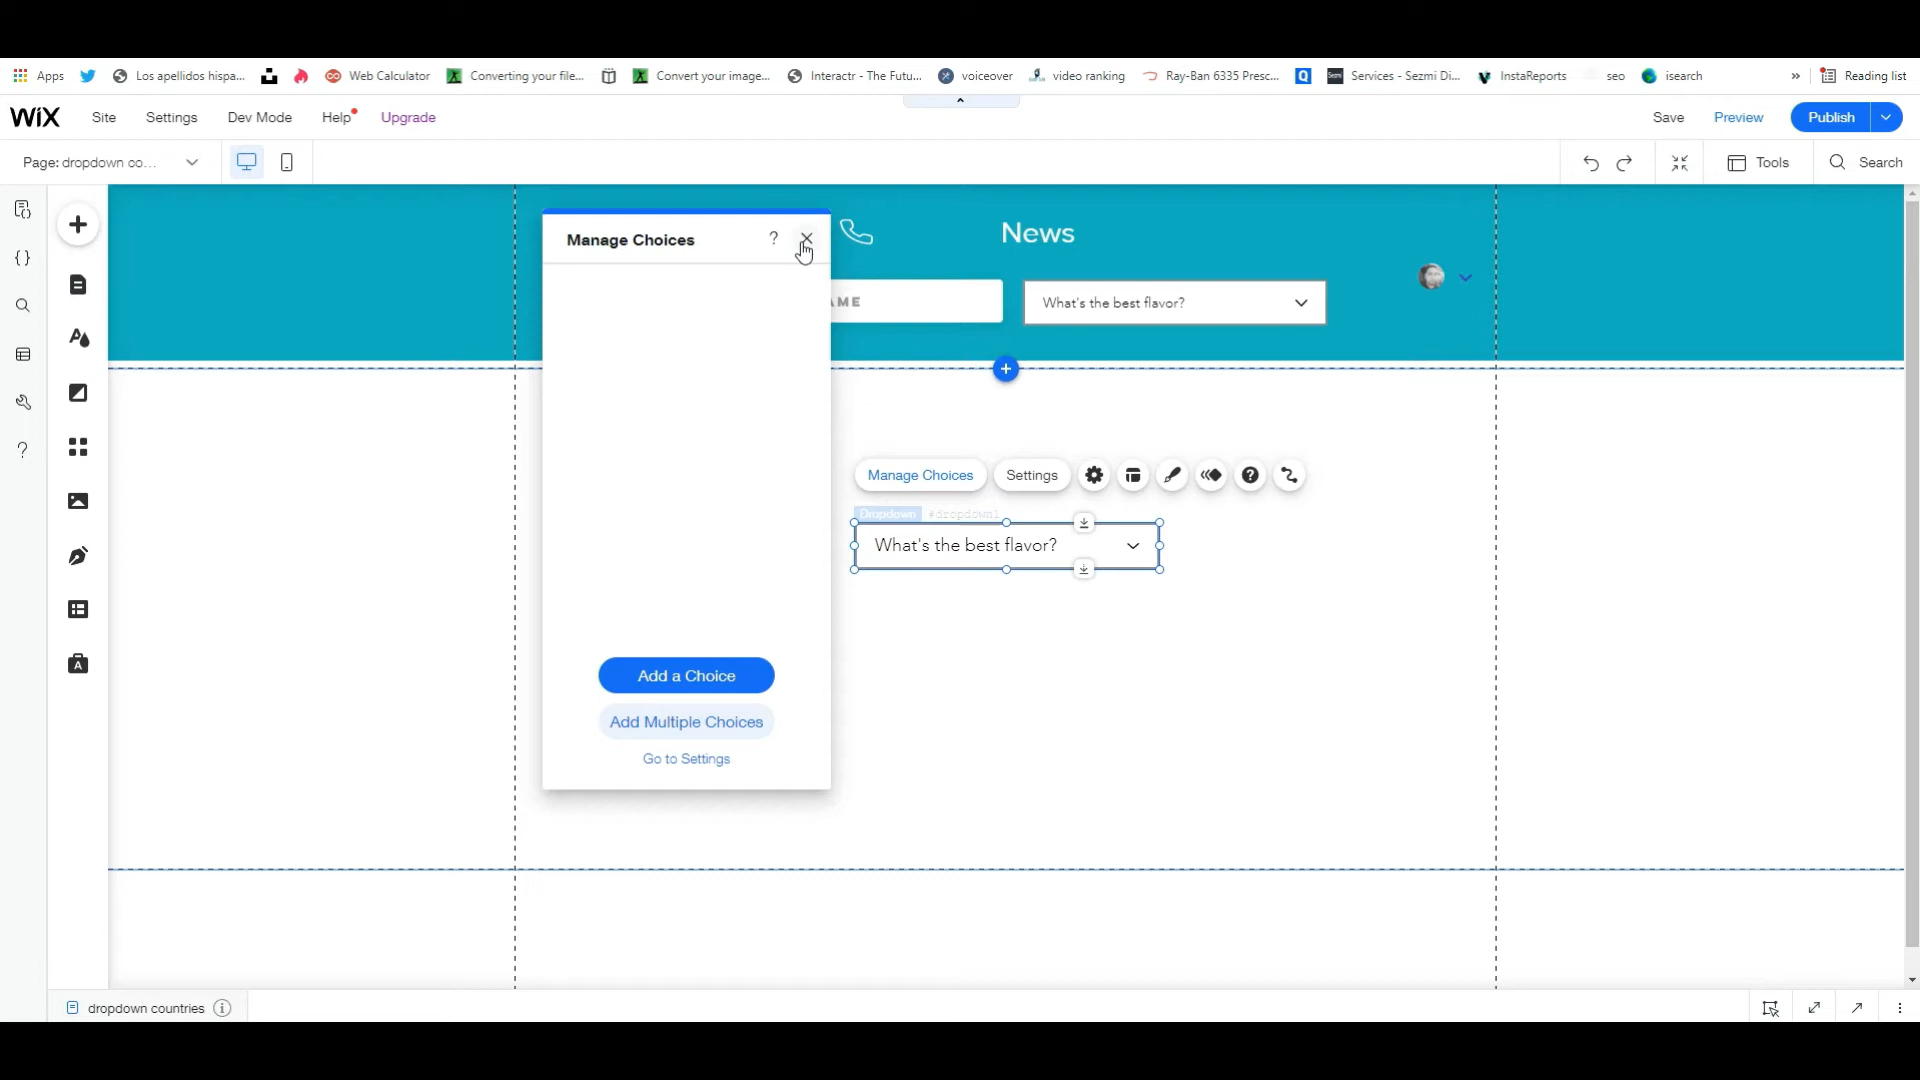 Apps Los apellidos hispa... Web Calculator Converting your file... Convert your image... Interactr - The Futu... voiceover video ranking Ray-Ban 6335 Presc... Q Services - Sezmi Di... InstaReports seo isearch » Reading list
WiX Site Settings Dev Mode Help Upgrade Save Preview Publish
Page: dropdown co... Tools Search
Manage Choices ? News
AME What's the best flavor?
Manage Choices Settings
Dropdown #dropdown1
What's the best flavor?
Add a Choice
Add Multiple Choices
Go to Settings
dropdown countries